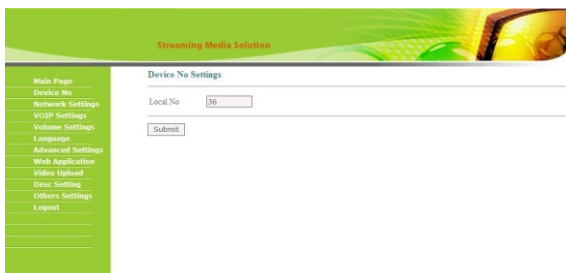 Streaming Media Solution
Main Page
Device No
Network Settings
VOIP Settings
Volume Settings
Language
Advanced Settings
Web Application
Video Upload
Desc Setting
Others Settings
Logout
Device No Settings
Local No 36
Submit